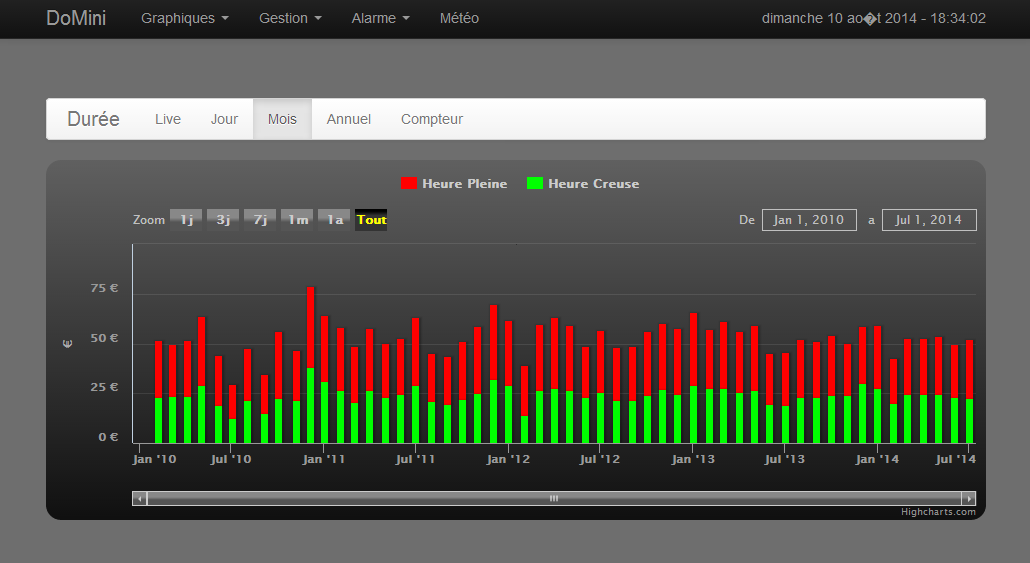 DoMini Graphiques Gestion Alarme Météo dimanche 10 ao�t 2014 - 18:34:02
Durée Live Jour Mois Annuel Compteur
Heure Pleine Heure Creuse
Zoom 1j 3j 7j 1m 1a Tout De Jan 1, 2010 a Jul 1, 2014
75 €
50 €
€
25 €
0 €
Jan '10 Jul '10 Jan '11 Jul '11 Jan '12 Jul '12 Jan '13 Jul '13 Jan '14 Jul '14
Highcharts.com